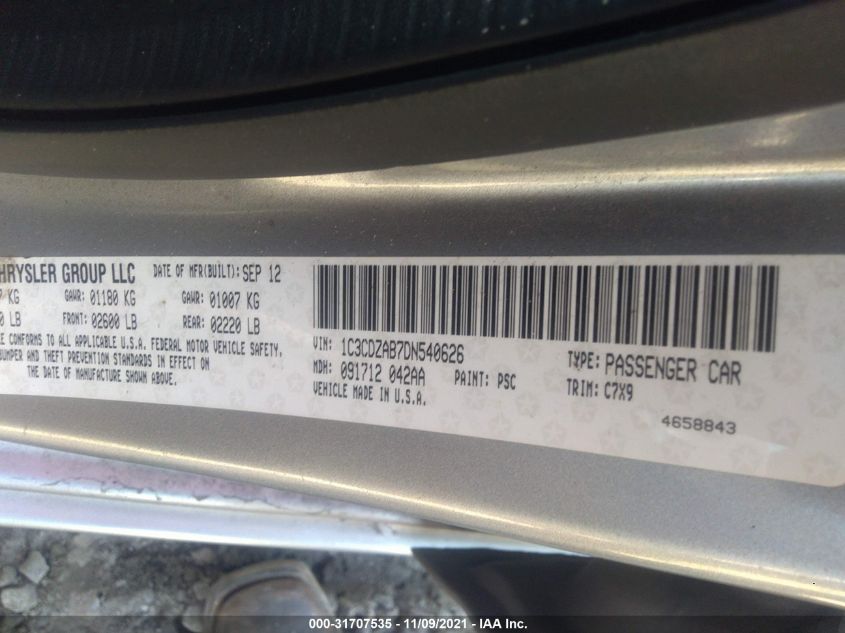 HRYSLER GROUP LLC DATE OF MFR(BUILT): SEP 12
KG GAWR: 01180 KG GAWR: 01007 KG
LB FRONT: 02600 LB REAR: 02220 LB
CONFORMS TO ALL APPLICABLE U.S.A. FEDERAL MOTOR VEHICLE SAFETY,
BUMPER AND THEFT PREVENTION STANDARDS IN EFFECT ON
THE DATE OF MANUFACTURE SHOWN ABOVE.
VIN: 1C3CDZAB7DN540626 TYPE: PASSENGER CAR
MDH: 091712 042AA PAINT: PSC TRIM: C7X9
VEHICLE MADE IN U.S.A.
4658843
000-31707535 - 11/09/2021 - IAA Inc.